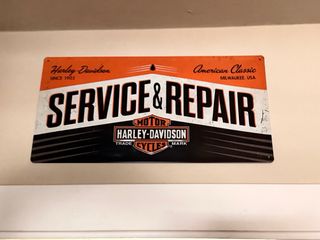 Harley-Davidson American Classic
SINCE 1903 MILWAUKEE USA
SERVICE & REPAIR
MOTOR
HARLEY-DAVIDSON
TRADE MARK
CYCLES